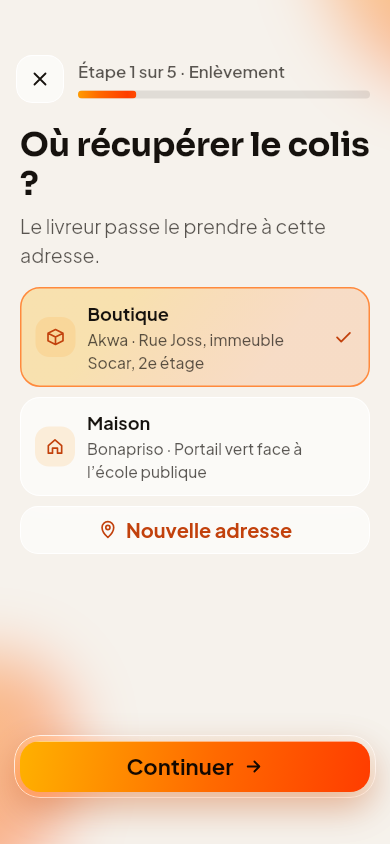 Étape 1 sur 5 · Enlèvement
Où récupérer le colis
?
Le livreur passe le prendre à cette
adresse.
Boutique
Akwa · Rue Joss, immeuble
Socar, 2e étage
Maison
Bonapriso · Portail vert face à
l’école publique
Nouvelle adresse
Continuer →